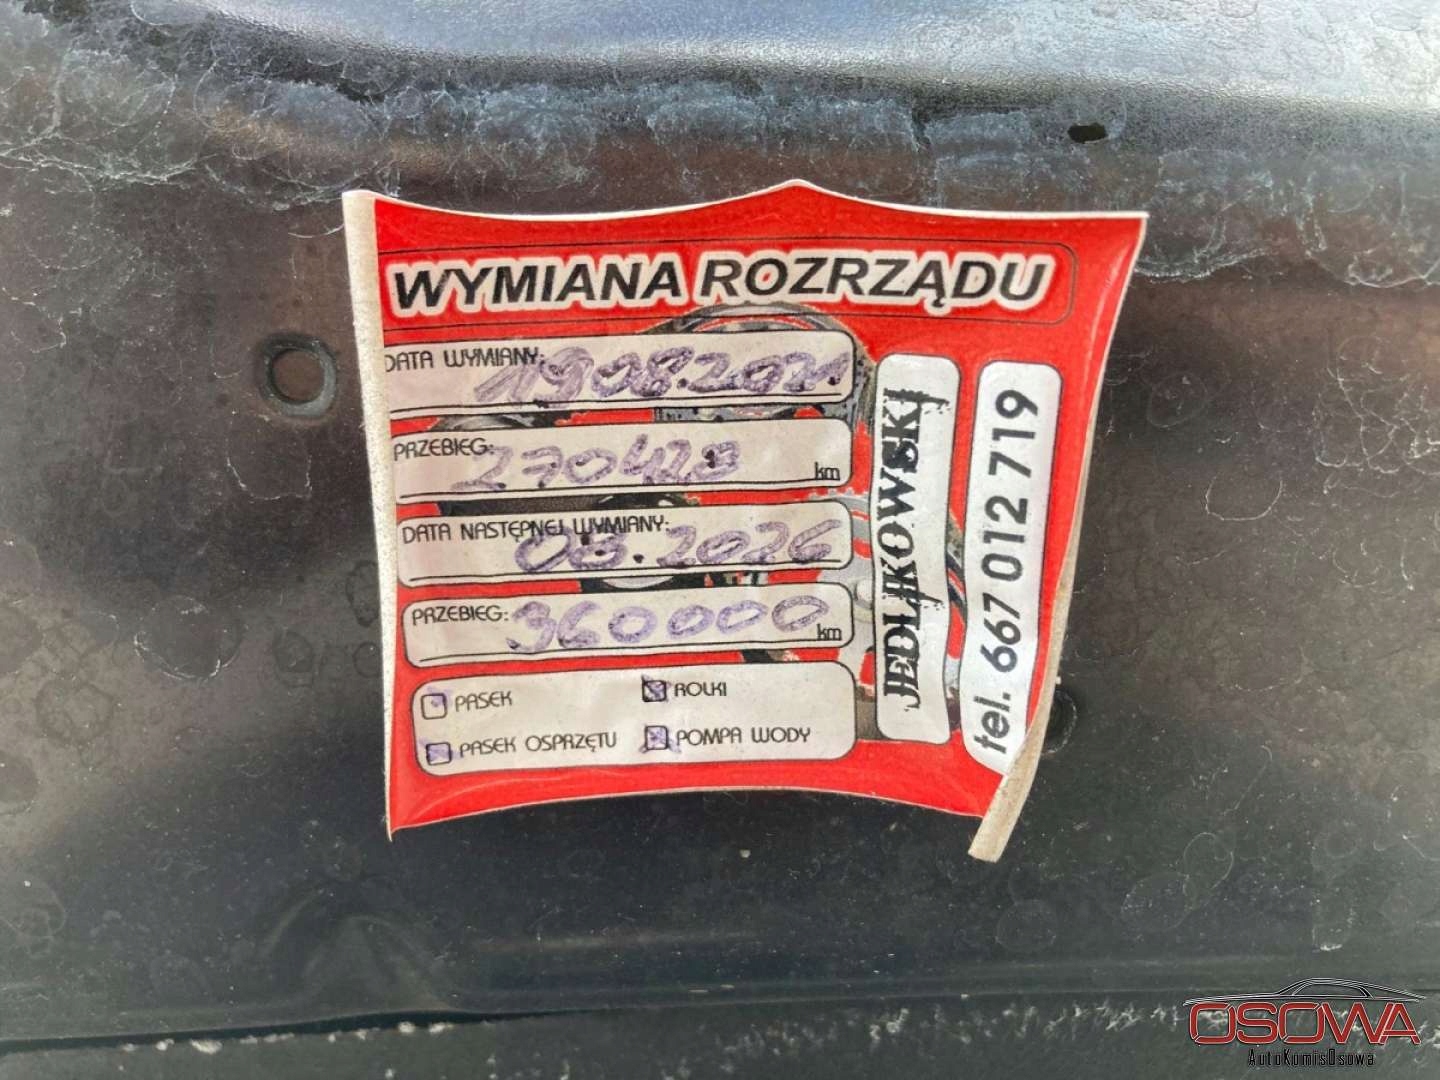 WYMIANA ROZRZĄDU
DATA WYMIANY: 19.08.2021.
PRZEBIEG: 270428 km
DATA NASTĘPNEJ WYMIANY: 08.2026
PRZEBIEG: 360000 km
PASEK
ROLKI
PASEK OSPRZĘTU
POMPA WODY
JEDLIKOWSKI
tel. 667 012 719
OSOWA
AutoKomisOsowa